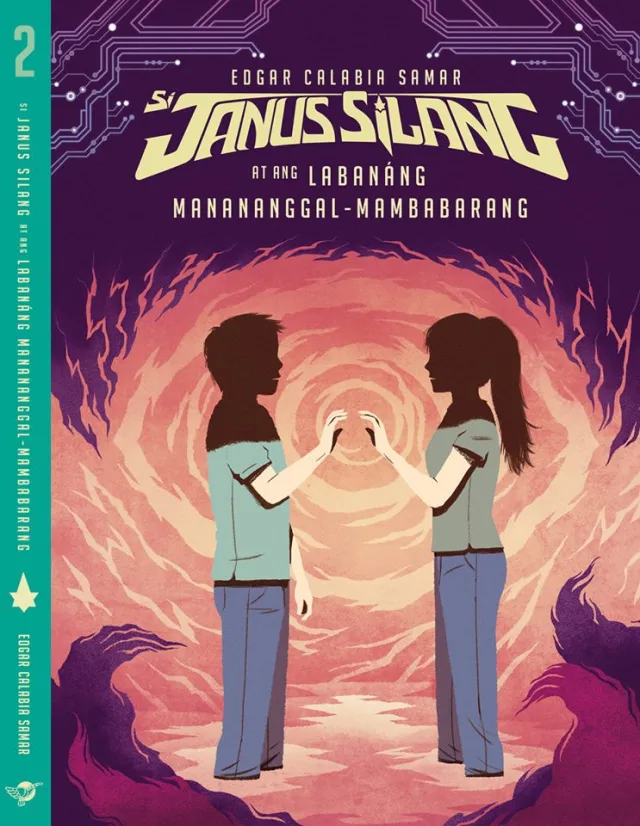 2
SI JANUS SILANG AT ANG LABANÁNG MANANANGGAL-MAMBABARANG
EDGAR CALABIA SAMAR
EDGAR CALABIA SAMAR
Si JANUS SiLANG
AT ANG LABANÁNG
MANANANGGAL-MAMBABARANG